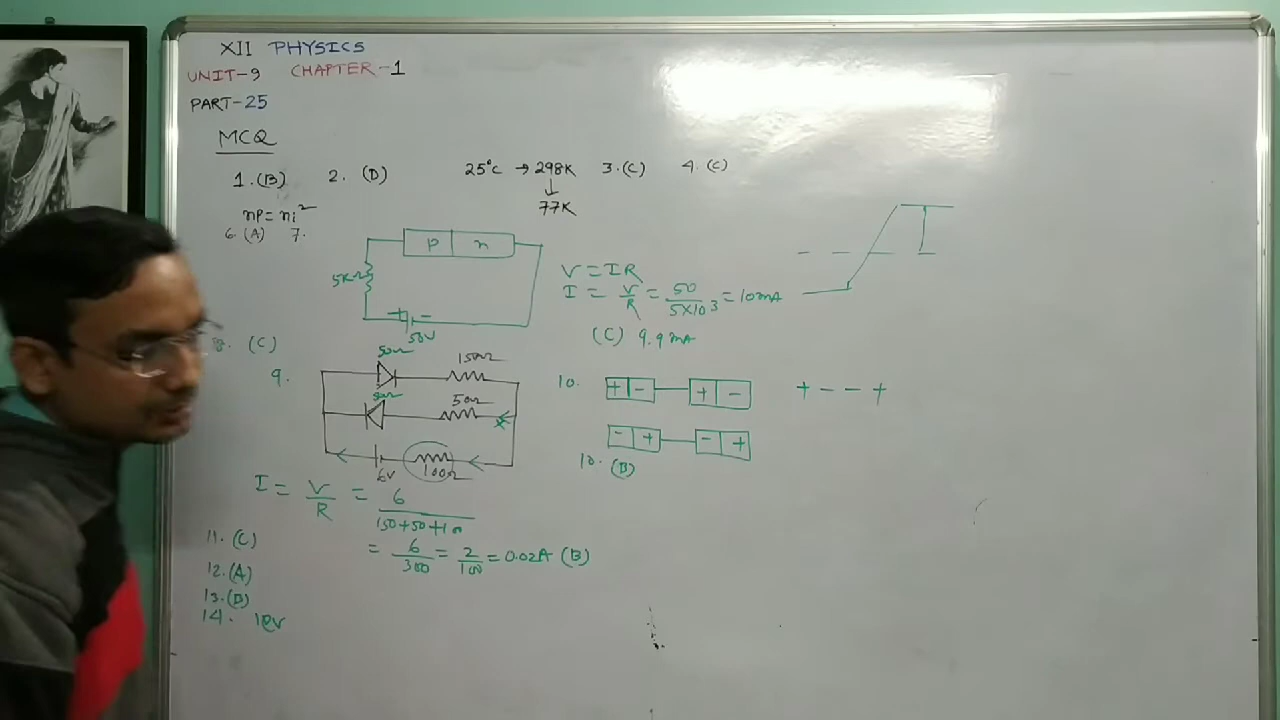 XII PHYSICS
UNIT-9 CHAPTER-1
PART-25
MCQ
1.(B) 2. (D) 25°C → 298K 3.(C) 4.(C)
↓
77K
np = ni²
6.(A) 7.
P n
5KΩ
50V
V = IR
I = V/R = 50/5×10³ = 10mA
(C) 9.9mA
8. (C)
9.
50Ω 150Ω
50Ω
6V 100Ω
10. + - + - + - - +
- + - +
10. (B)
I = V/R = 6/150+50+100
= 6/300 = 2/100 = 0.02A (B)
11. (C)
12.(A)
13.(B)
14. 1eV